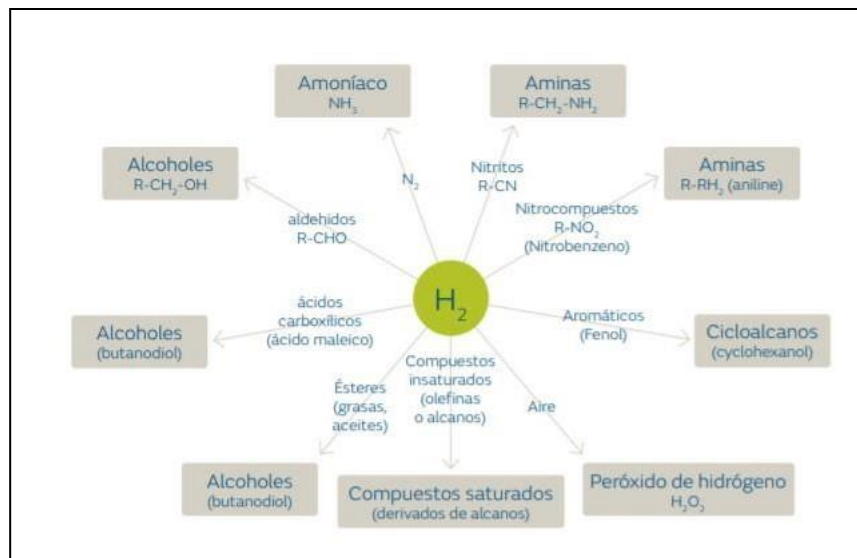 Amoníaco
NH₃
Aminas
R-CH₂-NH₂
Alcoholes
R-CH₂-OH
Aminas
R-RH₂ (aniline)
N₂
Nitritos
R-CN
aldehidos
R-CHO
Nitrocompuestos
R-NO₂
(Nitrobenzeno)
H₂
Alcoholes
(butanodiol)
ácidos
carboxílicos
(ácido maleico)
Aromáticos
(Fenol)
Cicloalcanos
(cyclohexanol)
Ésteres
(grasas,
aceites)
Compuestos
insaturados
(olefinas
o alcanos)
Aire
Alcoholes
(butanodiol)
Compuestos saturados
(derivados de alcanos)
Peróxido de hidrógeno
H₂O₂